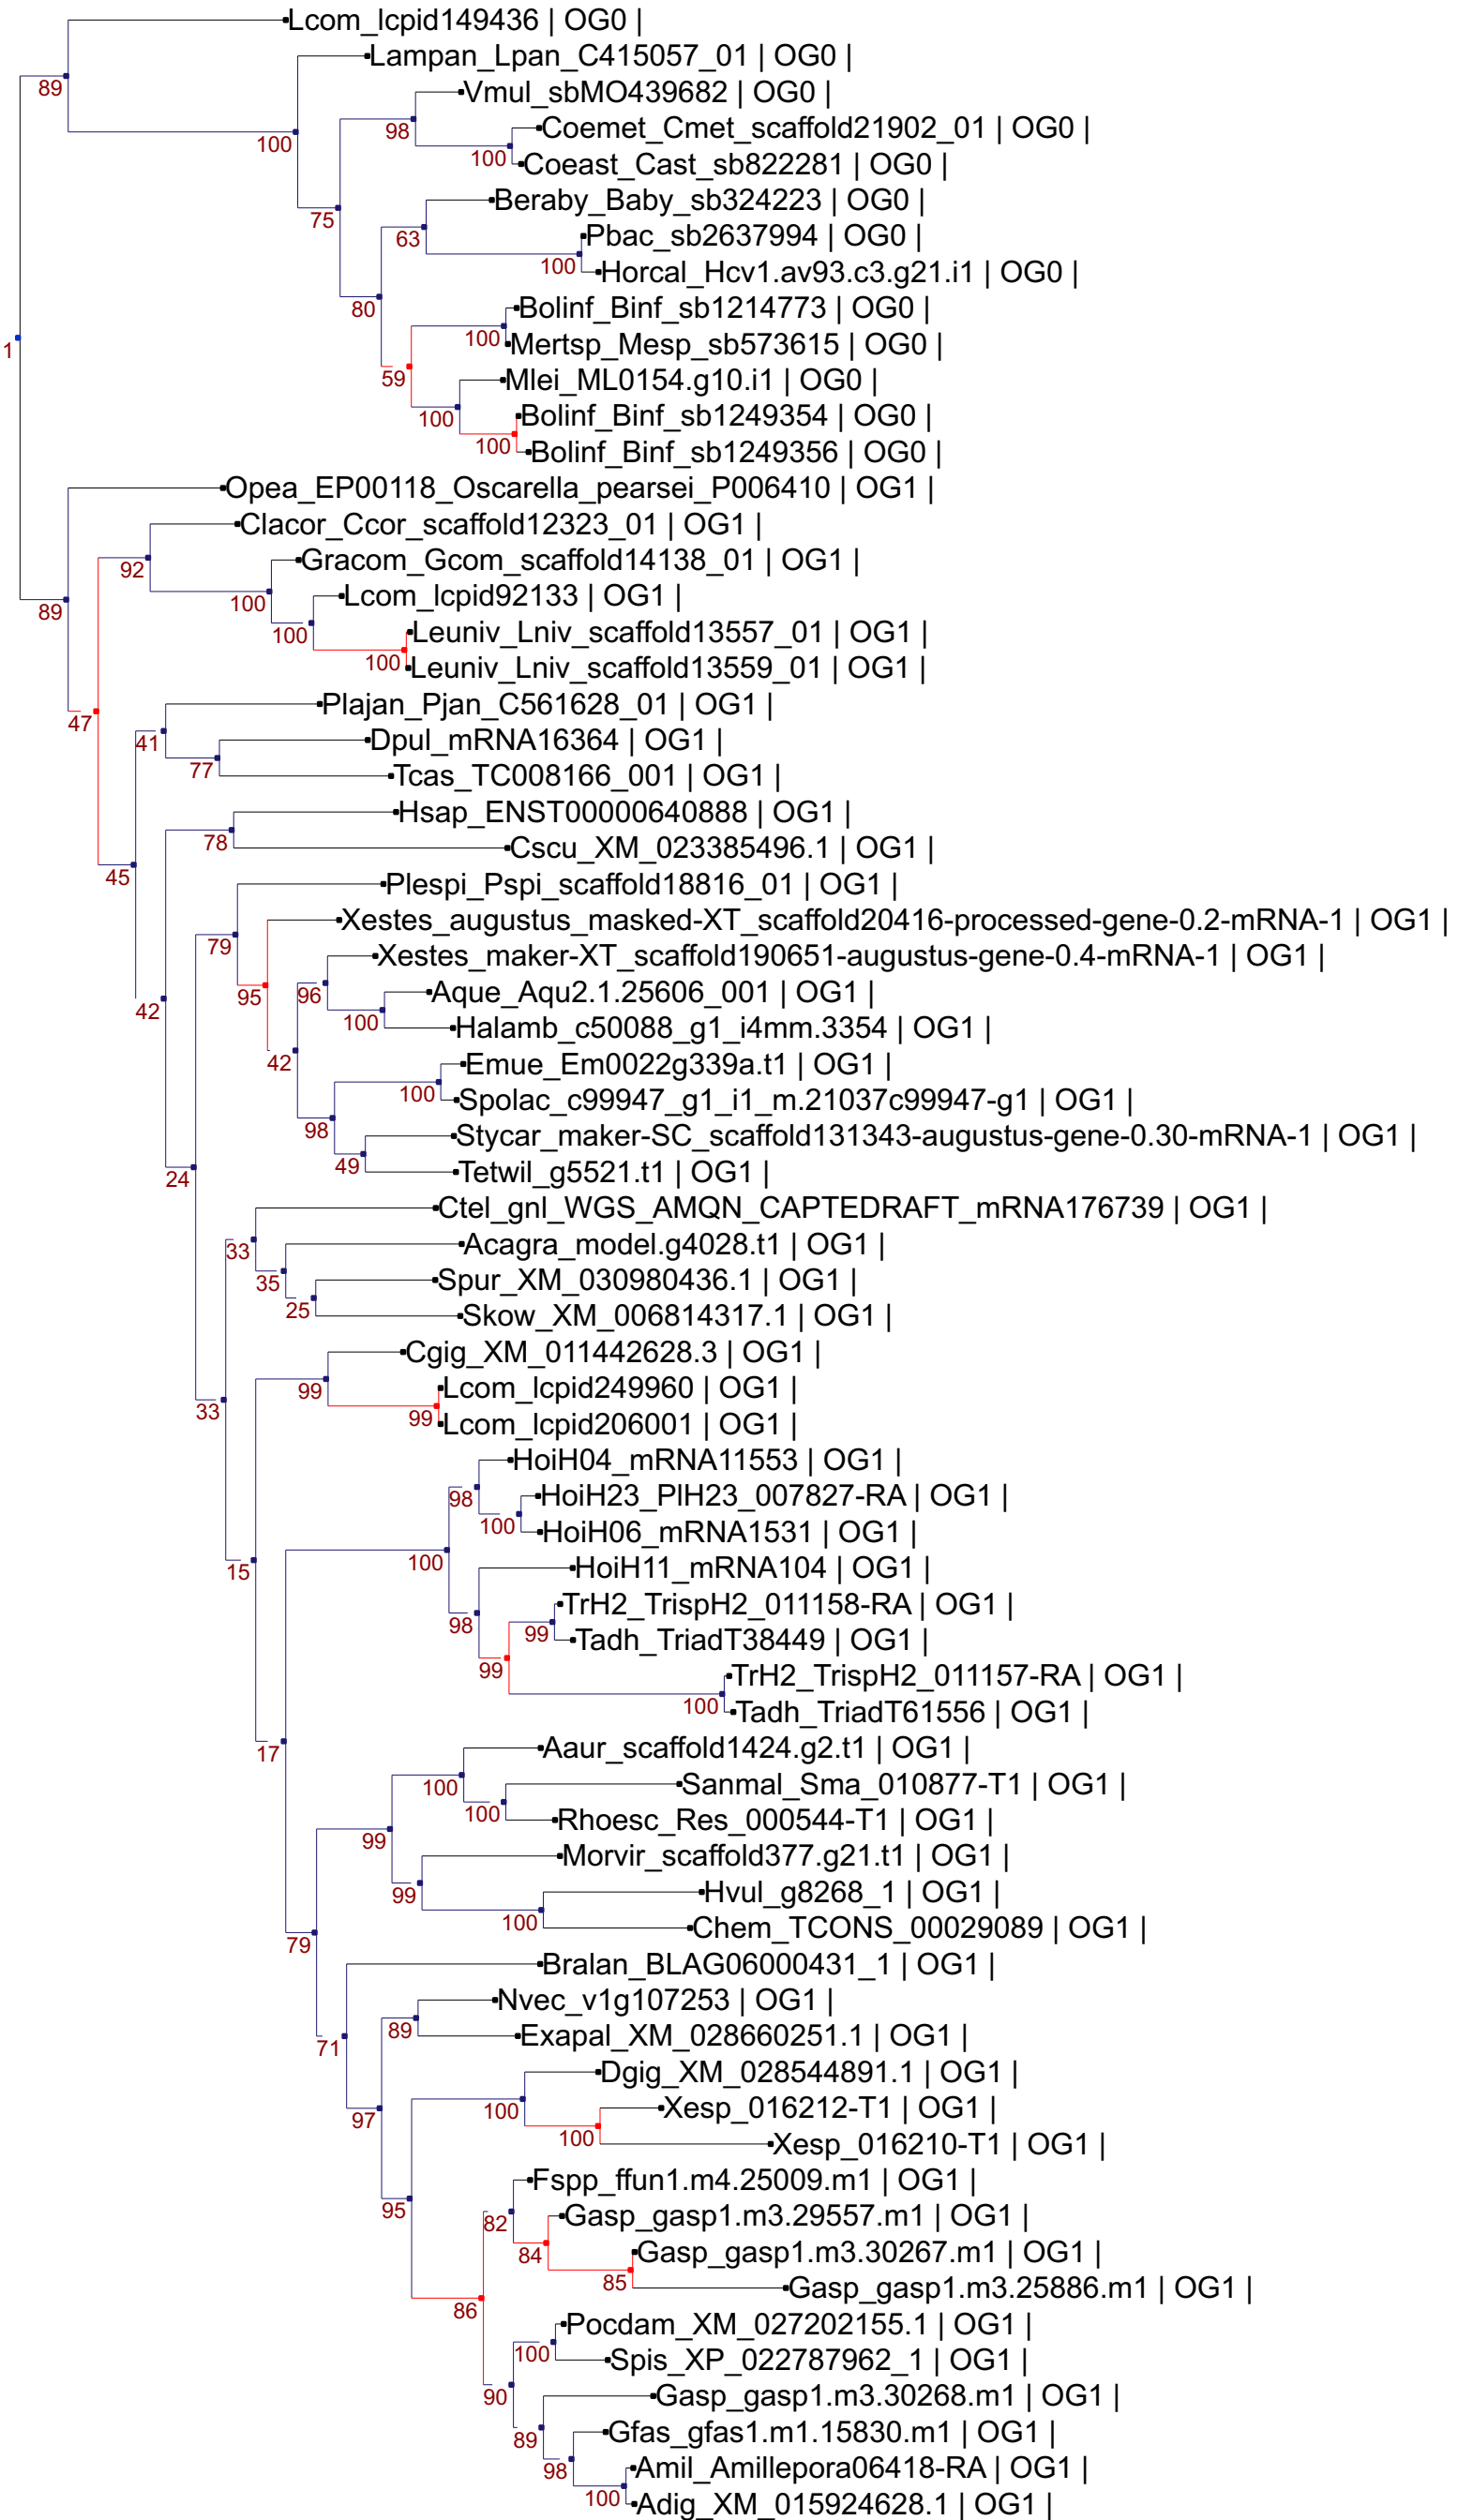 Lcom_lcpid149436 | OG0 |
Lampan_Lpan_C415057_01 | OG0 |
89
Vmul_sbMO439682 | OG0 |
Coemet_Cmet_scaffold21902_01 | OG0 |
98
100
Coeast_Cast_sb822281 | OG0 |
100
Beraby_Baby_sb324223 | OG0 |
75
Pbac_sb2637994 | OG0 |
63
100
Horcal_Hcv1.av93.c3.g21.i1 | OG0 |
80
Bolinf_Binf_sb1214773 | OG0 |
100
Mertsp_Mesp_sb573615 | OG0 |
1
59
Mlei_ML0154.g10.i1 | OG0 |
100
Bolinf_Binf_sb1249354 | OG0 |
100
Bolinf_Binf_sb1249356 | OG0 |
Opea_EP00118_Oscarella_pearsei_P006410 | OG1 |
Clacor_Ccor_scaffold12323_01 | OG1 |
92
Gracom_Gcom_scaffold14138_01 | OG1 |
89
100
Lcom_lcpid92133 | OG1 |
100
Leuniv_Lniv_scaffold13557_01 | OG1 |
100
Leuniv_Lniv_scaffold13559_01 | OG1 |
47
Plajan_Pjan_C561628_01 | OG1 |
41
Dpul_mRNA16364 | OG1 |
77
Tcas_TC008166_001 | OG1 |
Hsap_ENST00000640888 | OG1 |
78
Cscu_XM_023385496.1 | OG1 |
45
Plespi_Pspi_scaffold18816_01 | OG1 |
Xestes_augustus_masked-XT_scaffold20416-processed-gene-0.2-mRNA-1 | OG1 |
79
Xestes_maker-XT_scaffold190651-augustus-gene-0.4-mRNA-1 | OG1 |
95
96
Aque_Aqu2.1.25606_001 | OG1 |
42
100
Halamb_c50088_g1_i4mm.3354 | OG1 |
42
Emue_Em0022g339a.t1 | OG1 |
100
Spolac_c99947_g1_i1_m.21037c99947-g1 | OG1 |
98
Stycar_maker-SC_scaffold131343-augustus-gene-0.30-mRNA-1 | OG1 |
49
Tetwil_g5521.t1 | OG1 |
24
Ctel_gnl_WGS_AMQN_CAPTEDRAFT_mRNA176739 | OG1 |
33
Acagra_model.g4028.t1 | OG1 |
35
Spur_XM_030980436.1 | OG1 |
25
Skow_XM_006814317.1 | OG1 |
Cgig_XM_011442628.3 | OG1 |
99
Lcom_lcpid249960 | OG1 |
33
99
Lcom_lcpid206001 | OG1 |
HoiH04_mRNA11553 | OG1 |
98
HoiH23_PlH23_007827-RA | OG1 |
100
HoiH06_mRNA1531 | OG1 |
100
15
HoiH11_mRNA104 | OG1 |
TrH2_TrispH2_011158-RA | OG1 |
98
99
Tadh_TriadT38449 | OG1 |
99
TrH2_TrispH2_011157-RA | OG1 |
100
Tadh_TriadT61556 | OG1 |
17
Aaur_scaffold1424.g2.t1 | OG1 |
100
Sanmal_Sma_010877-T1 | OG1 |
100
Rhoesc_Res_000544-T1 | OG1 |
99
Morvir_scaffold377.g21.t1 | OG1 |
99
Hvul_g8268_1 | OG1 |
100
Chem_TCONS_00029089 | OG1 |
79
Bralan_BLAG06000431_1 | OG1 |
Nvec_v1g107253 | OG1 |
89
Exapal_XM_028660251.1 | OG1 |
71
Dgig_XM_028544891.1 | OG1 |
100
Xesp_016212-T1 | OG1 |
97
100
Xesp_016210-T1 | OG1 |
Fspp_ffun1.m4.25009.m1 | OG1 |
95
82
Gasp_gasp1.m3.29557.m1 | OG1 |
84
Gasp_gasp1.m3.30267.m1 | OG1 |
85
Gasp_gasp1.m3.25886.m1 | OG1 |
86
Pocdam_XM_027202155.1 | OG1 |
100
Spis_XP_022787962_1 | OG1 |
90
Gasp_gasp1.m3.30268.m1 | OG1 |
89
Gfas_gfas1.m1.15830.m1 | OG1 |
98
Amil_Amillepora06418-RA | OG1 |
100
Adig_XM_015924628.1 | OG1 |